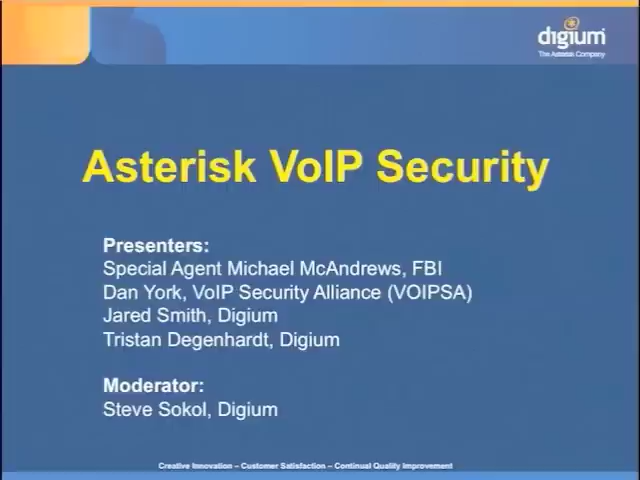 digium
The Asterisk Company
Asterisk VoIP Security
Presenters:
Special Agent Michael McAndrews, FBI
Dan York, VoIP Security Alliance (VOIPSA)
Jared Smith, Digium
Tristan Degenhardt, Digium
Moderator:
Steve Sokol, Digium
Creative Innovation – Customer Satisfaction – Continual Quality Improvement